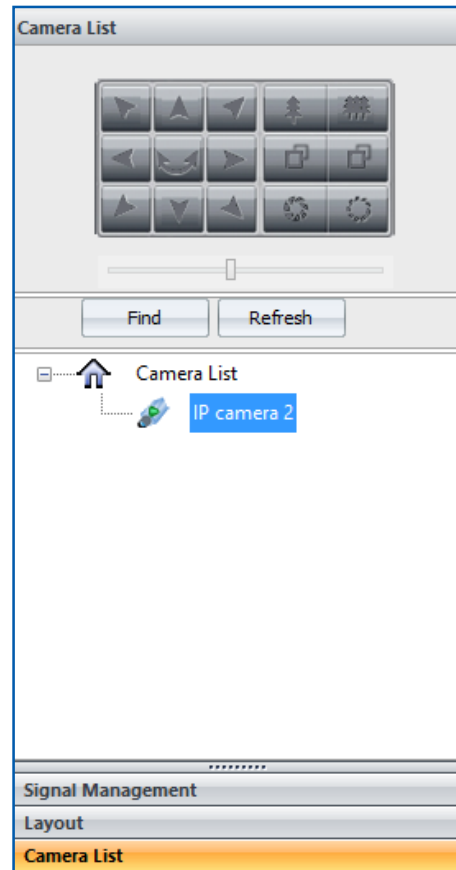 Camera List
Find Refresh
Camera List
IP camera 2
Signal Management
Layout
Camera List